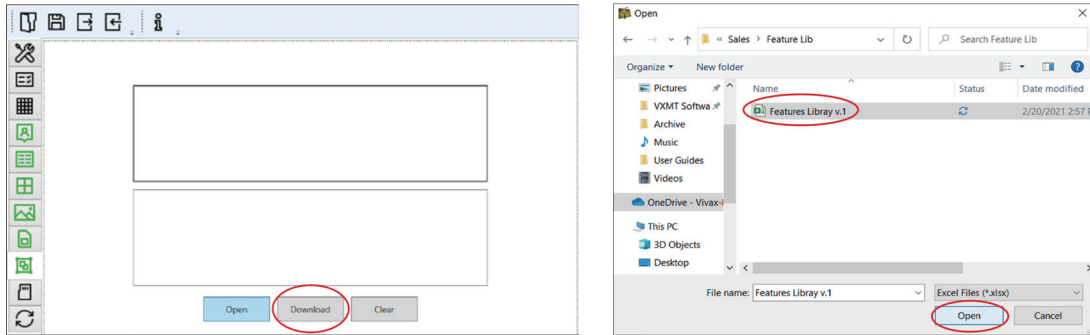 Open
Download
Clear
Open
« Sales > Feature Lib
Search Feature Lib
Organize
New folder
Pictures
VXMT Softwa
Archive
Music
User Guides
Videos
OneDrive - Vivax-
This PC
3D Objects
Desktop
Name
Status
Date modified
Features Libray v.1
2/20/2021 2:57
File name:
Features Libray v.1
Excel Files (*.xlsx)
Open
Cancel